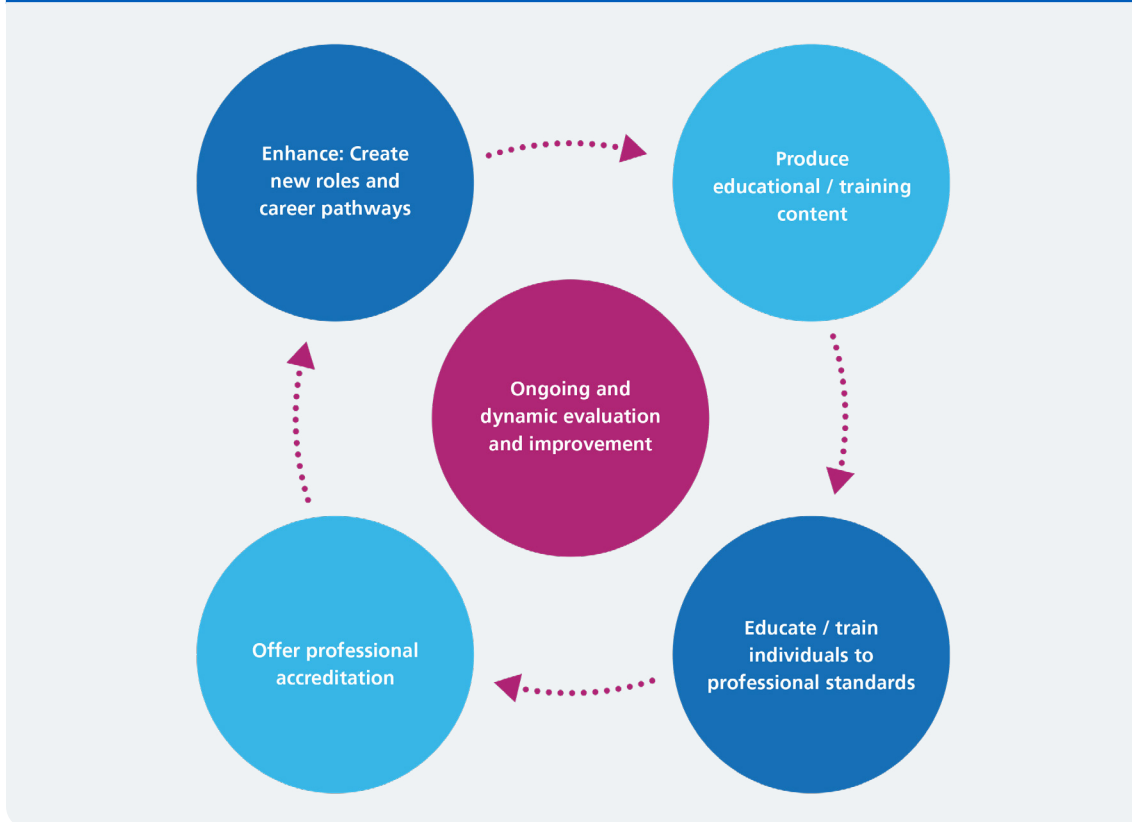 Enhance: Create
new roles and
career pathways
Produce
educational / training
content
Ongoing and
dynamic evaluation
and improvement
Offer professional
accreditation
Educate / train
individuals to
professional standards